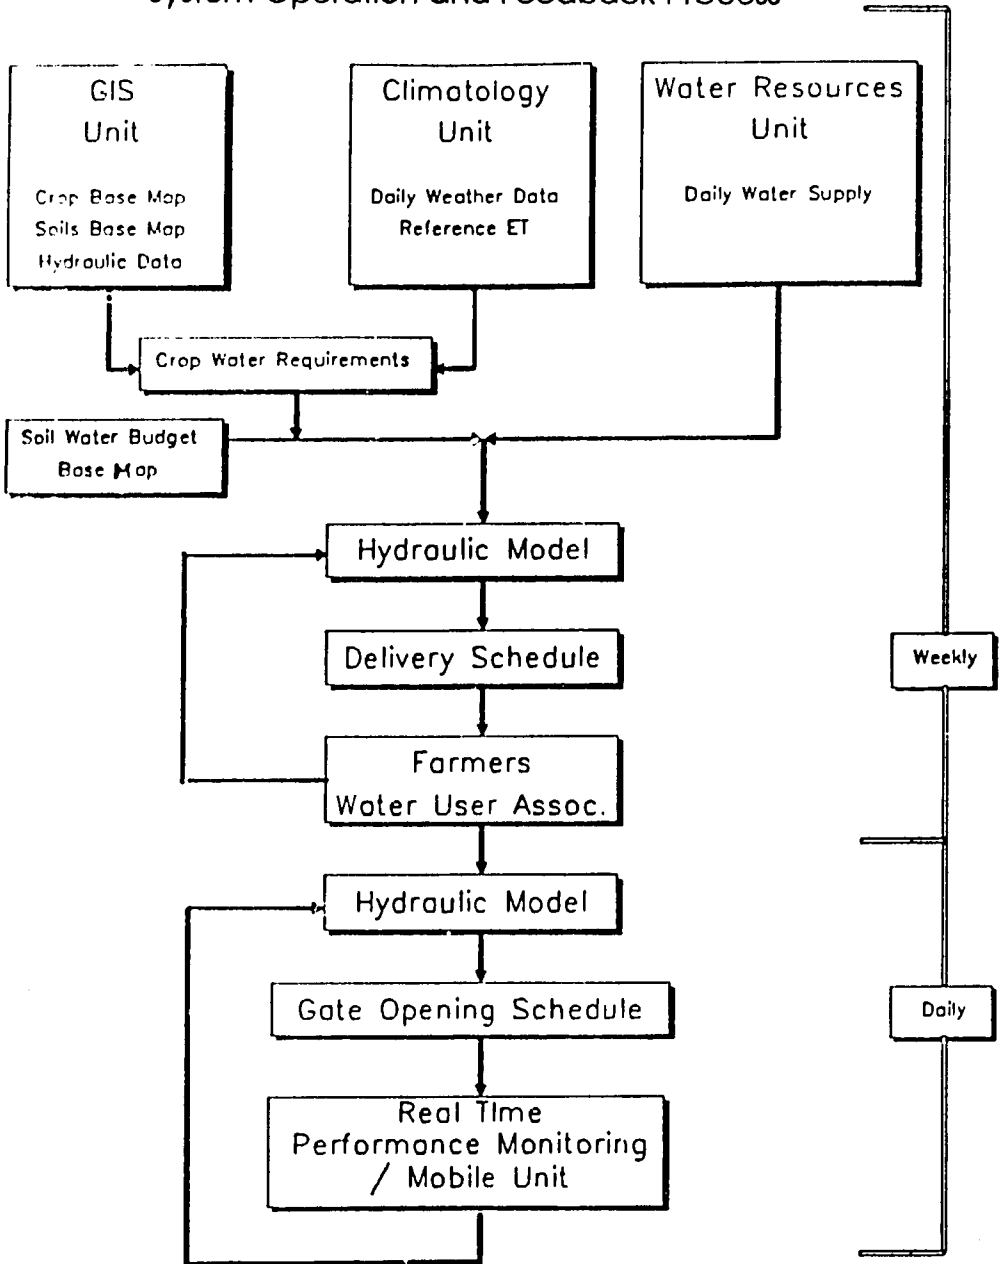 System Operation and Feedback Process
GIS
Unit
Crop Base Map
Soils Base Map
Hydraulic Data
Climatology
Unit
Daily Weather Data
Reference ET
Water Resources
Unit
Daily Water Supply
Crop Water Requirements
Soil Water Budget
Base Map
Hydraulic Model
Delivery Schedule
Weekly
Farmers
Water User Assoc.
Hydraulic Model
Gate Opening Schedule
Daily
Real TIme
Performance Monitoring
/ Mobile Unit